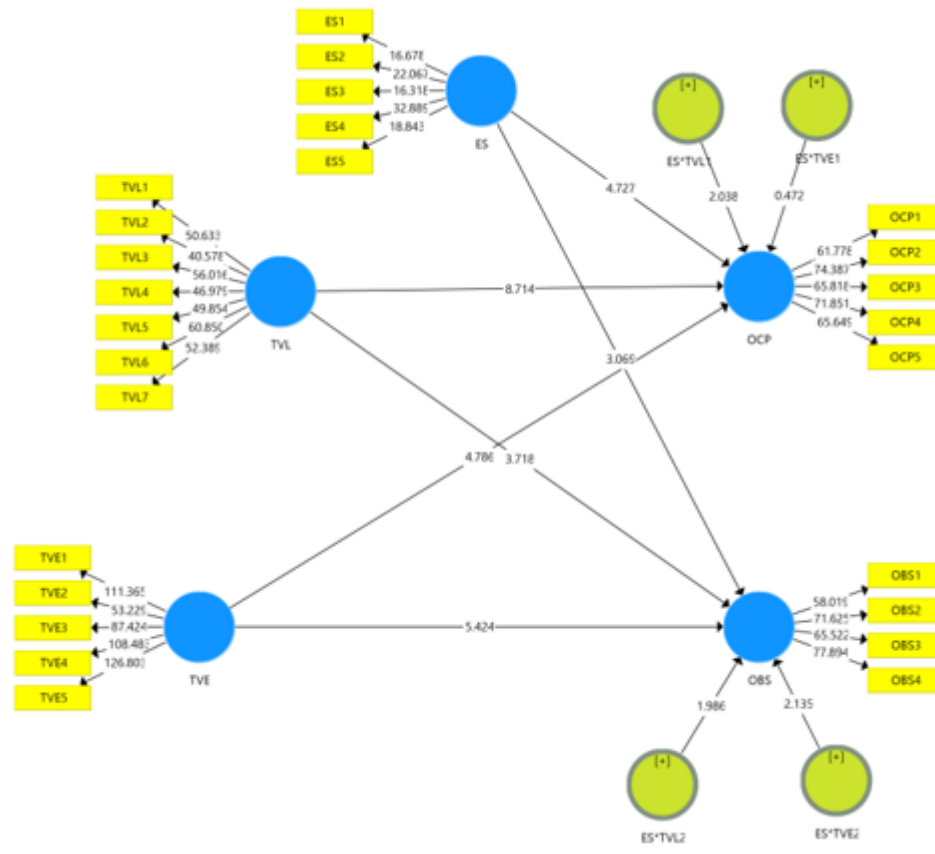 ES1
16.678
ES2
22.067
ES3
16.318
ES4
32.889
ES5
18.843
ES
[+]
ES*TVL1
[+]
ES*TVE1
4.727
2.038
0.472
TVL1
50.633
TVL2
40.578
TVL3
56.016
TVL4
46.979
TVL5
49.854
TVL6
60.850
TVL7
52.389
TVL
8.714
3.069
OCP1
61.778
OCP2
74.387
OCP3
65.818
OCP4
71.851
OCP5
65.649
OCP
4.786
3.718
TVE1
111.365
TVE2
53.229
TVE3
87.424
TVE4
108.483
TVE5
126.803
TVE
5.424
OBS1
58.019
OBS2
71.625
OBS3
65.522
OBS4
77.894
OBS
1.986
2.135
[+]
ES*TVL2
[+]
ES*TVE2